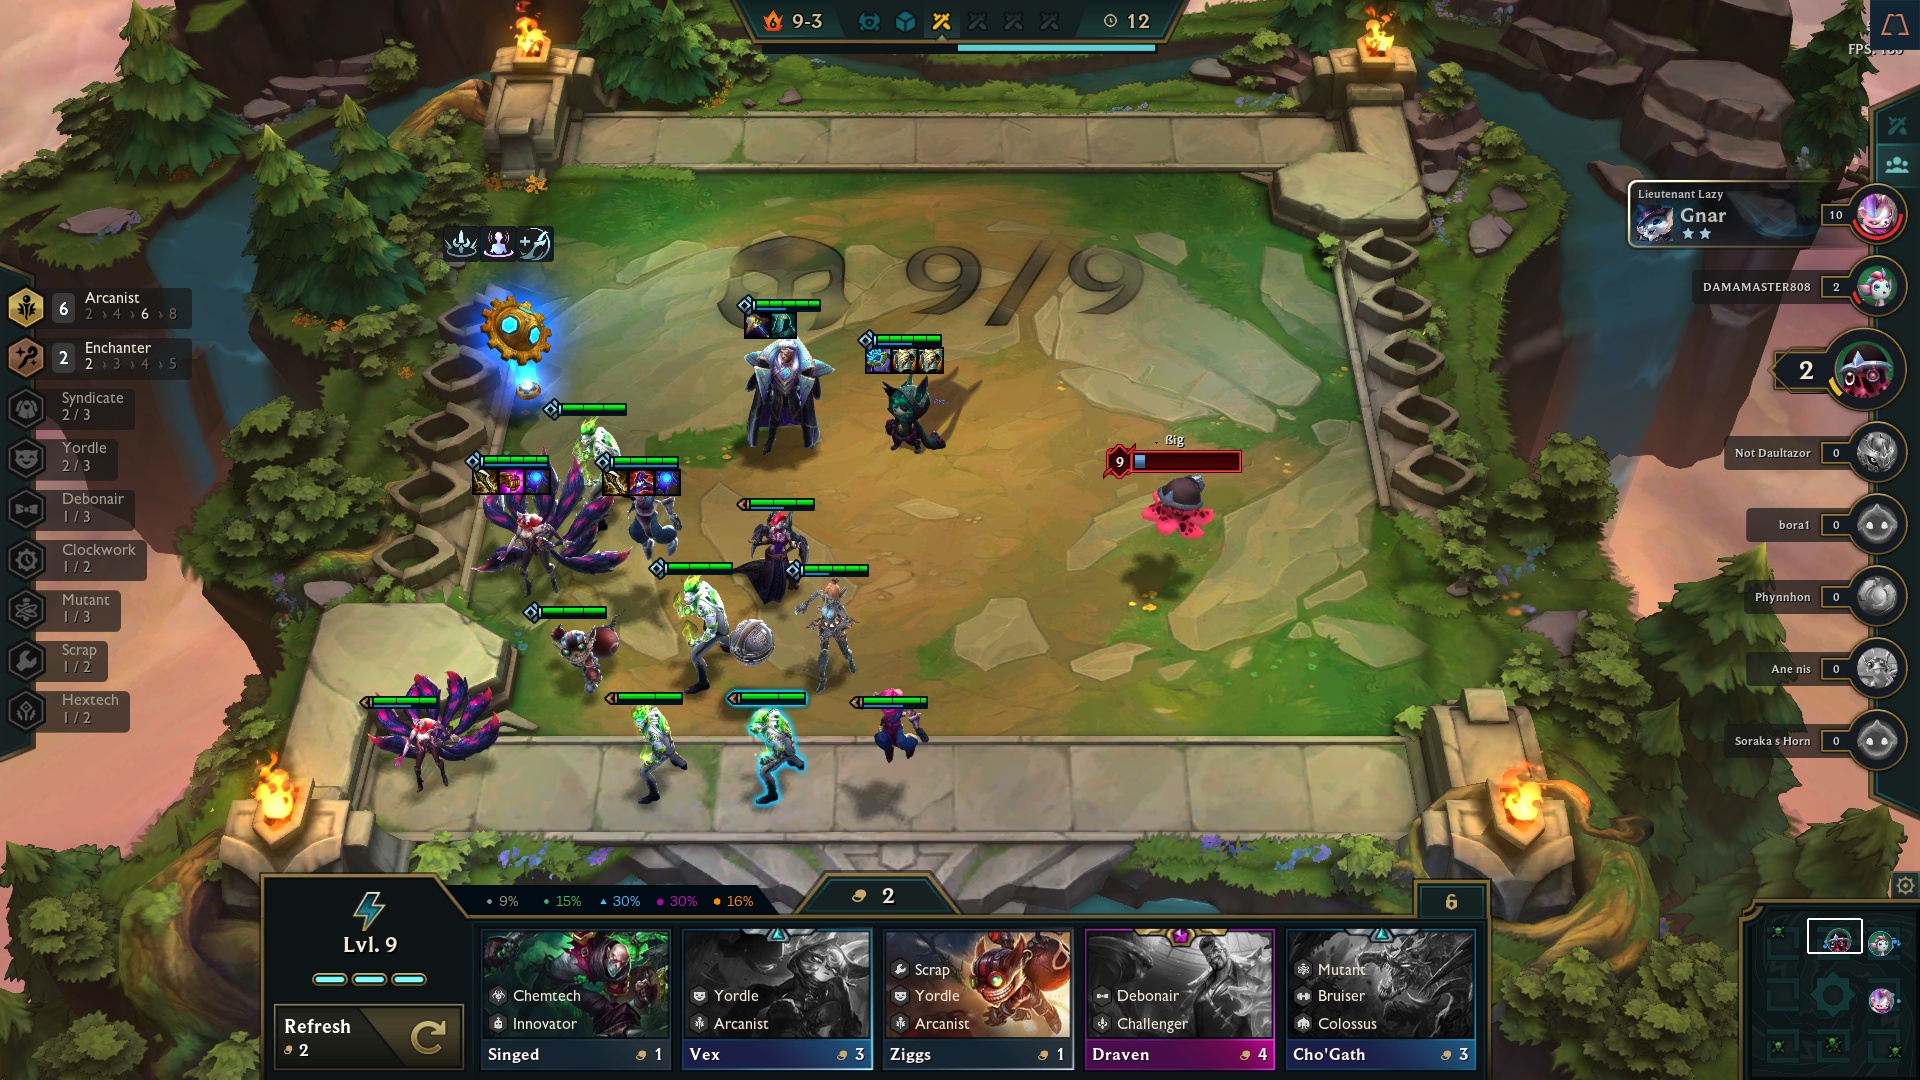 9-3
12
FPS:
Lieutenant Lazy
Gnar
10
DAMAMASTER808
2
2
Not Daultazor
0
bora1
0
Phynnhon
0
Ane nis
0
Soraka s Horn
0
6
Arcanist
2 › 4 › 6 › 8
2
Enchanter
2 › 3 › 4 › 5
Syndicate
2 / 3
Yordle
2 / 3
Debonair
1 / 3
Clockwork
1 / 2
Mutant
1 / 3
Scrap
1 / 2
Hextech
1 / 2
9/9
9
9%
15%
30%
30%
16%
2
6
Lvl. 9
Refresh
2
Chemtech
Innovator
Singed
1
Yordle
Arcanist
Vex
3
Scrap
Yordle
Arcanist
Ziggs
1
Debonair
Challenger
Draven
4
Mutant
Bruiser
Colossus
Cho'Gath
3